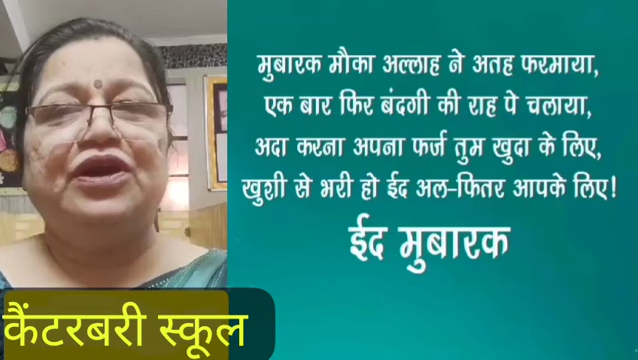 मुबारक मौका अल्लाह ने अतह फरमाया,
एक बार फिर बंदगी की राह पे चलाया,
अदा करना अपना फर्ज तुम खुदा के लिए,
खुशी से भरी हो ईद अल-फितर आपके लिए!
ईद मुबारक
कैंटरबरी स्कूल